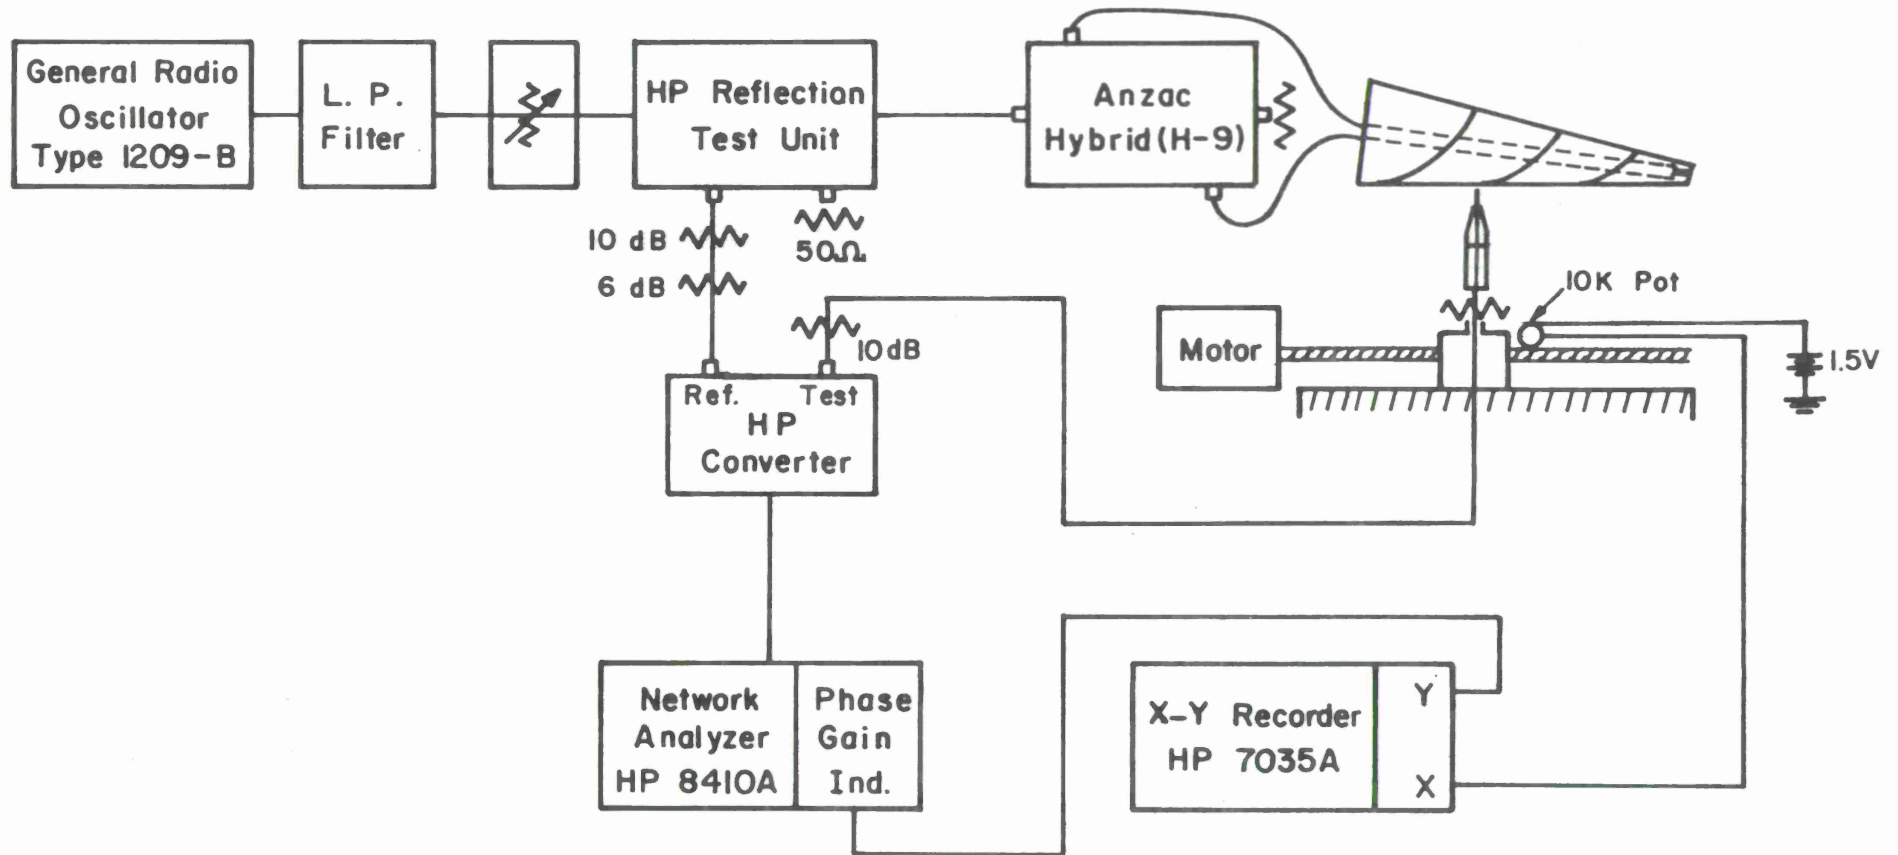 General Radio
Oscillator
Type 1209-B
L. P.
Filter
HP Reflection
Test Unit
Anzac
Hybrid (H-9)
10 dB
6 dB
50Ω
10dB
10K Pot
Motor
1.5V
Ref. Test
HP
Converter
Network
Analyzer
HP 8410A
Phase
Gain
Ind.
X-Y Recorder
HP 7035A
Y
X